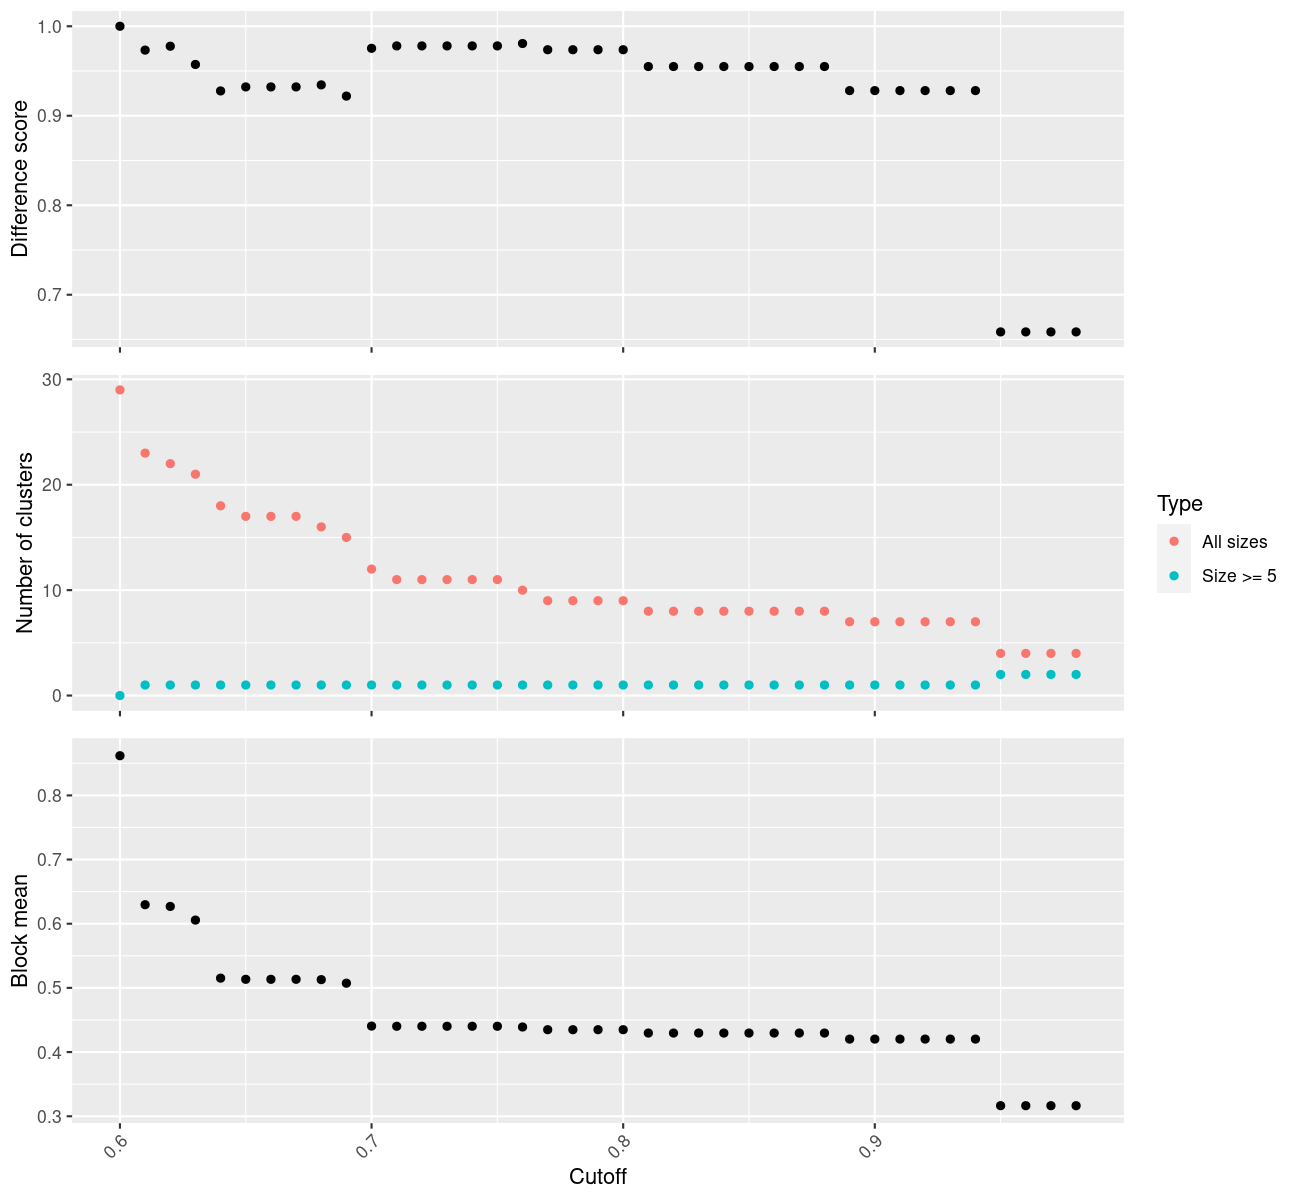 Difference score
1.0
0.9
0.8
0.7
Number of clusters
30
20
10
0
Type
All sizes
Size >= 5
Block mean
0.8
0.7
0.6
0.5
0.4
0.3
0.6
0.7
0.8
0.9
Cutoff